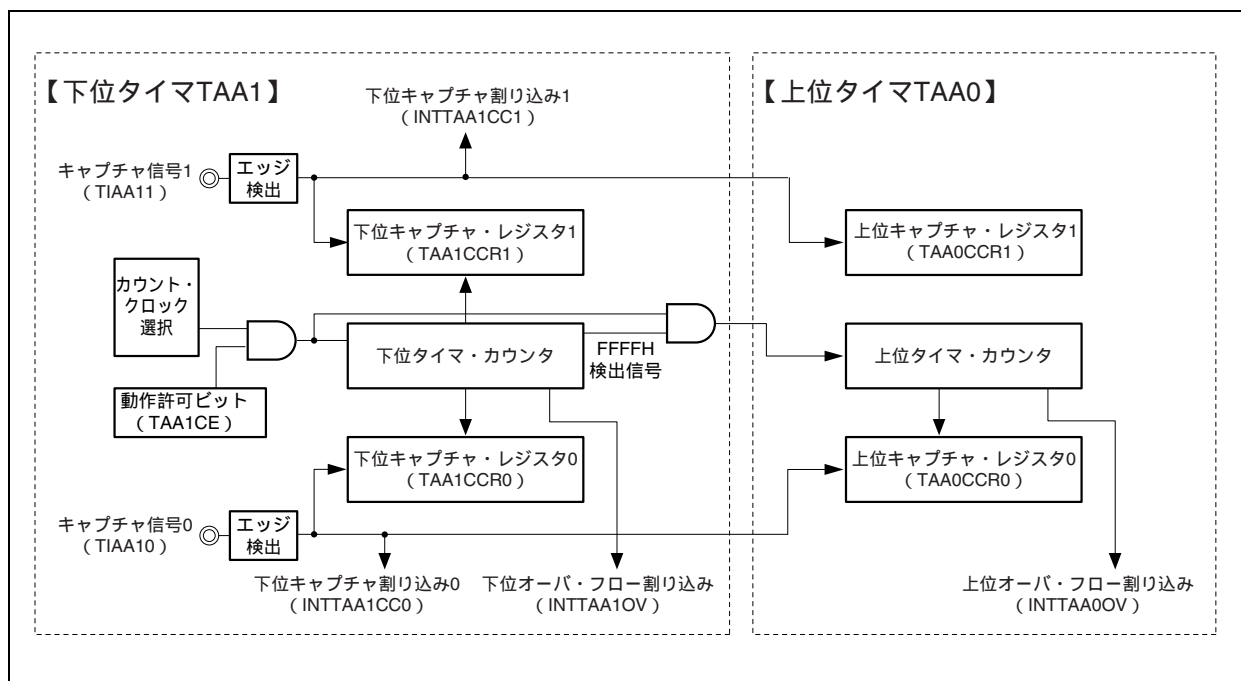 【下位タイマTAA1】
下位キャプチャ割り込み1
（INTTAA1CC1）
キャプチャ信号1
（TIAA11）
エッジ
検出
下位キャプチャ・レジスタ1
（TAA1CCR1）
カウント・
クロック
選択
動作許可ビット
（TAA1CE）
下位タイマ・カウンタ
FFFFH
検出信号
下位キャプチャ・レジスタ0
（TAA1CCR0）
キャプチャ信号0
（TIAA10）
エッジ
検出
下位キャプチャ割り込み0
（INTTAA1CC0）
下位オーバ・フロー割り込み
（INTTAA1OV）
【上位タイマTAA0】
上位キャプチャ・レジスタ1
（TAA0CCR1）
上位タイマ・カウンタ
上位キャプチャ・レジスタ0
（TAA0CCR0）
上位オーバ・フロー割り込み
（INTTAA0OV）